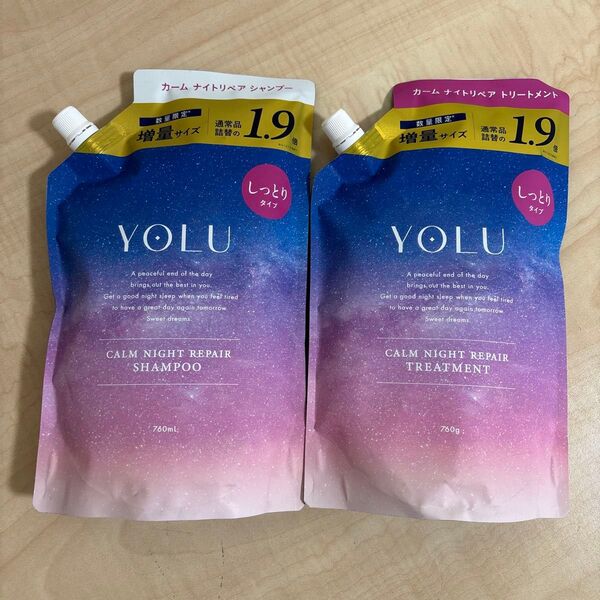 カーム ナイトリペア シャンプー
数量限定*
増量サイズ
通常品
詰替の
1.9倍
しっとり
タイプ
YOLU
A peaceful end of the day
brings out the best in you.
Get a good night sleep when you feel tired
to have a great day again tomorrow.
Sweet dreams.
CALM NIGHT REPAIR
SHAMPOO
760mL
カーム ナイトリペア トリートメント
数量限定*
増量サイズ
通常品
詰替の
1.9倍
しっとり
タイプ
YOLU
A peaceful end of the day
brings out the best in you.
Get a good night sleep when you feel tired
to have a great day again tomorrow.
Sweet dreams.
CALM NIGHT REPAIR
TREATMENT
760g